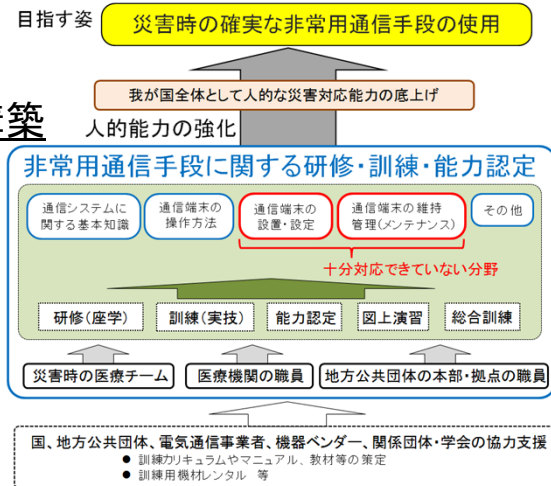 目指す姿
災害時の確実な非常用通信手段の使用
我が国全体として人的な災害対応能力の底上げ
築
人的能力の強化
非常用通信手段に関する研修・訓練・能力認定
通信システムに
関する基本知識
通信端末の
操作方法
通信端末の
設置・設定
通信端末の維持
管理(メンテナンス)
その他
十分対応できていない分野
研修(座学)
訓練(実技)
能力認定
図上演習
総合訓練
災害時の医療チーム
医療機関の職員
地方公共団体の本部・拠点の職員
国、地方公共団体、電気通信事業者、機器ベンダー、関係団体・学会の協力支援
● 訓練カリキュラムやマニュアル、教材等の策定
● 訓練用機材レンタル 等